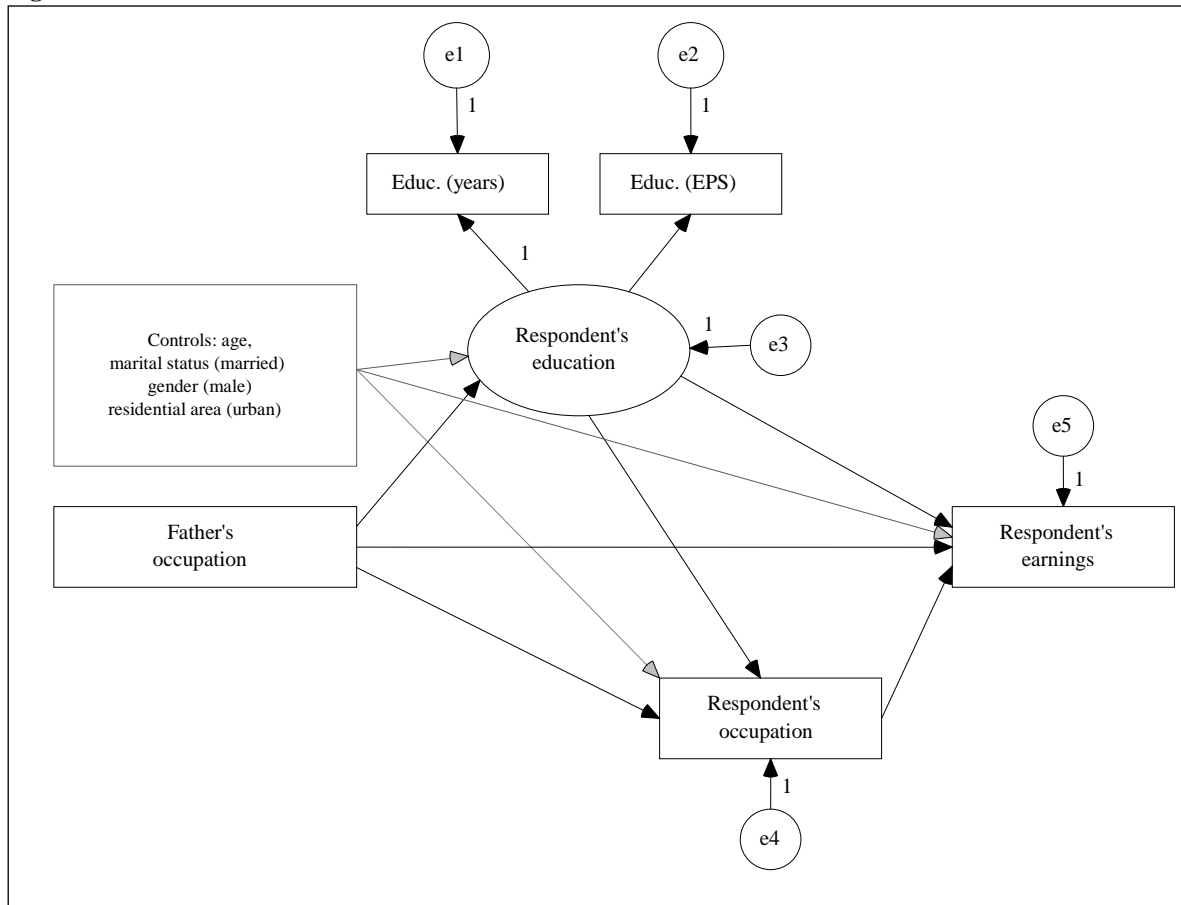 e1
e2
1
1
Educ. (years)
Educ. (EPS)
1
Respondent's
education
1
e3
Controls: age,
marital status (married)
gender (male)
residential area (urban)
e5
1
Father's
occupation
Respondent's
earnings
Respondent's
occupation
1
e4